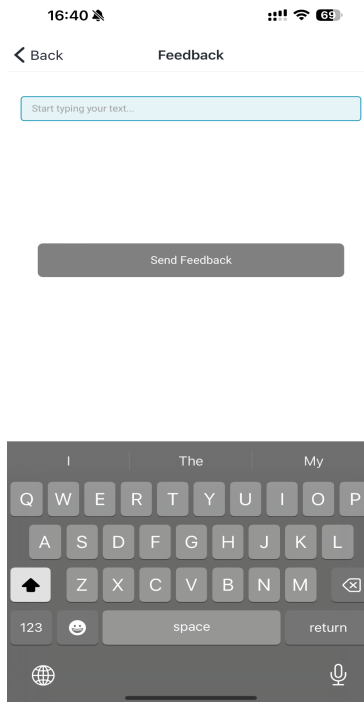 16:40 69
Back Feedback
Start typing your text...
Send Feedback
I The My
Q W E R T Y U I O P
A S D F G H J K L
Z X C V B N M
123 space return